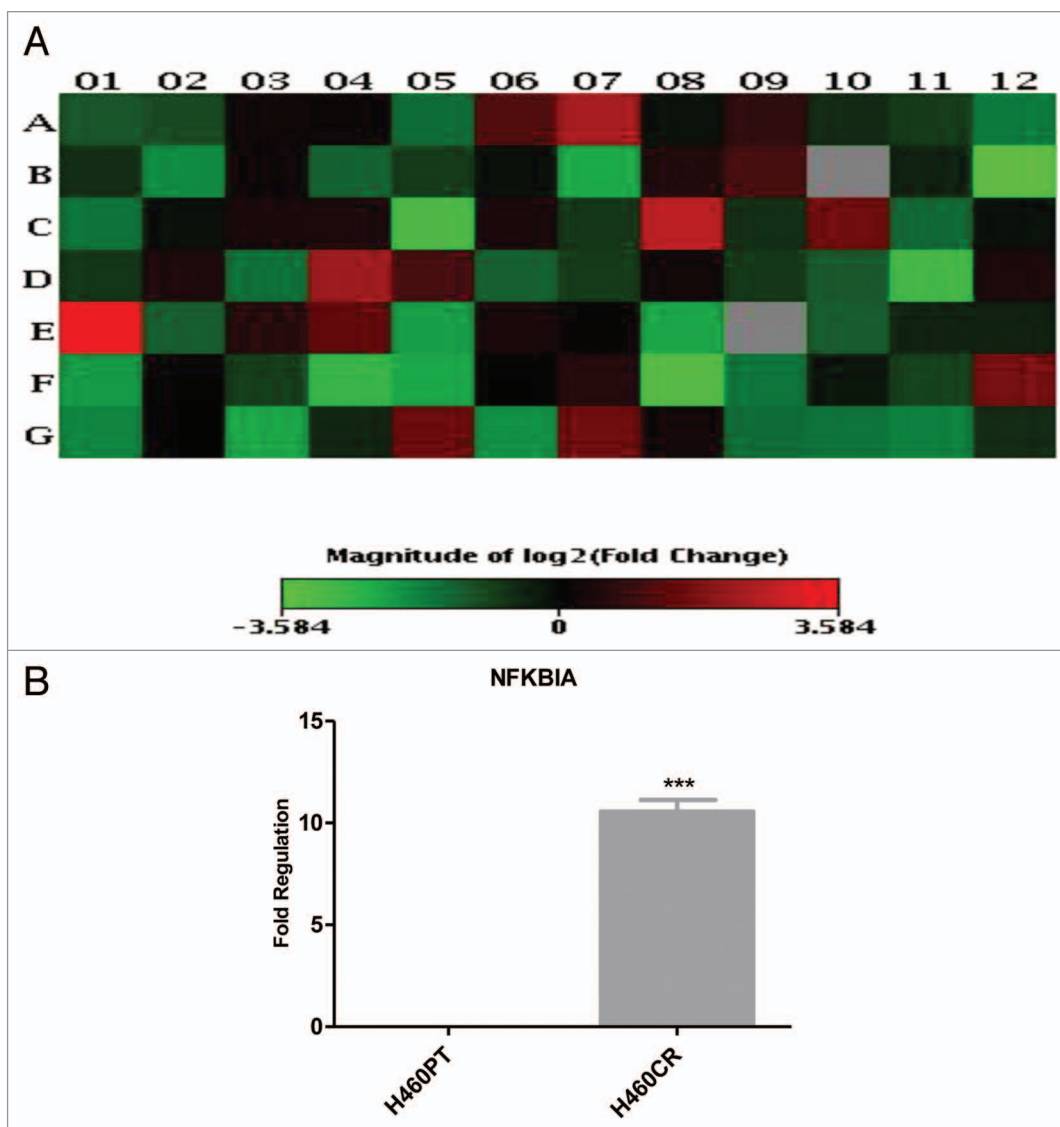 A
01 02 03 04 05 06 07 08 09 10 11 12
A
B
C
D
E
F
G
Magnitude of log2(Fold Change)
-3.584 0 3.584
B
NFKBIA
15
***
10
Fold Regulation
5
0
H460PT H460CR